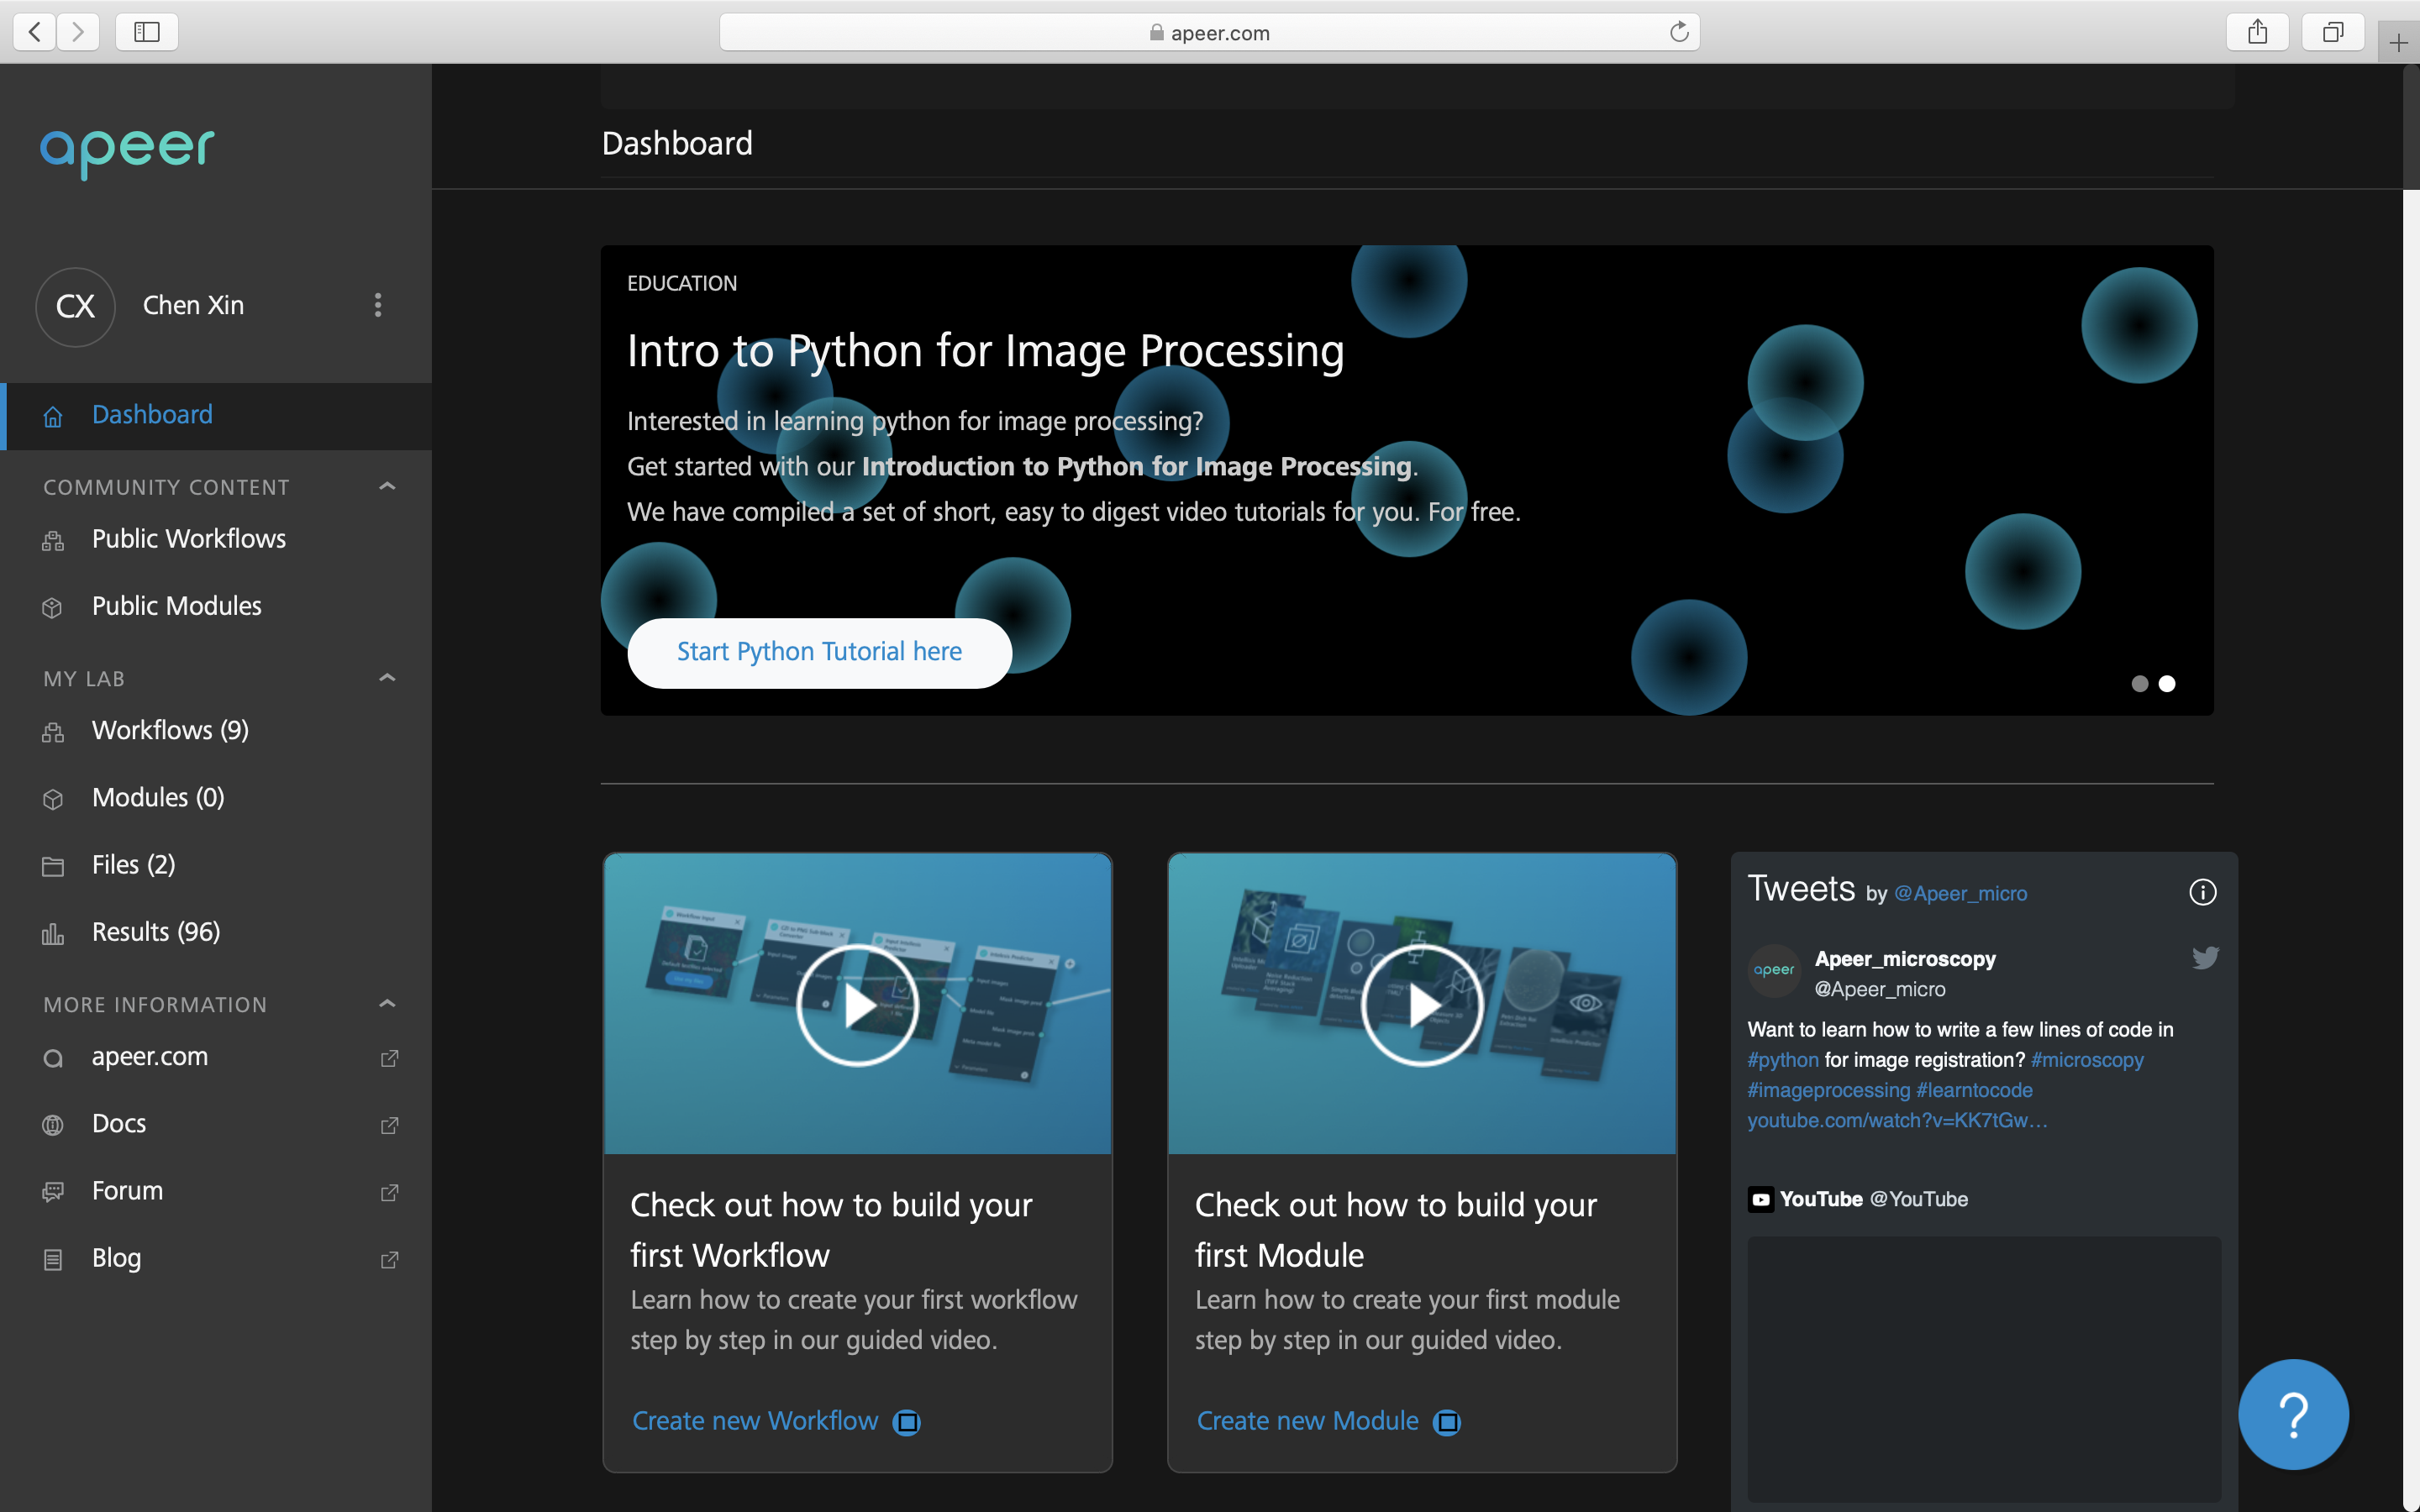 apeer.com
apeer
Dashboard
CX
Chen Xin
Dashboard
COMMUNITY CONTENT
Public Workflows
Public Modules
MY LAB
Workflows (9)
Modules (0)
Files (2)
Results (96)
MORE INFORMATION
apeer.com
Docs
Forum
Blog
EDUCATION
Intro to Python for Image Processing
Interested in learning python for image processing?
Get started with our Introduction to Python for Image Processing.
We have compiled a set of short, easy to digest video tutorials for you. For free.
Start Python Tutorial here
Check out how to build your
first Workflow
Learn how to create your first workflow
step by step in our guided video.
Create new Workflow
Check out how to build your
first Module
Learn how to create your first module
step by step in our guided video.
Create new Module
Tweets by @Apeer_micro
apeer
Apeer_microscopy
@Apeer_micro
Want to learn how to write a few lines of code in
#python for image registration? #microscopy
#imageprocessing #learntocode
youtube.com/watch?v=KK7tGw…
YouTube @YouTube
?